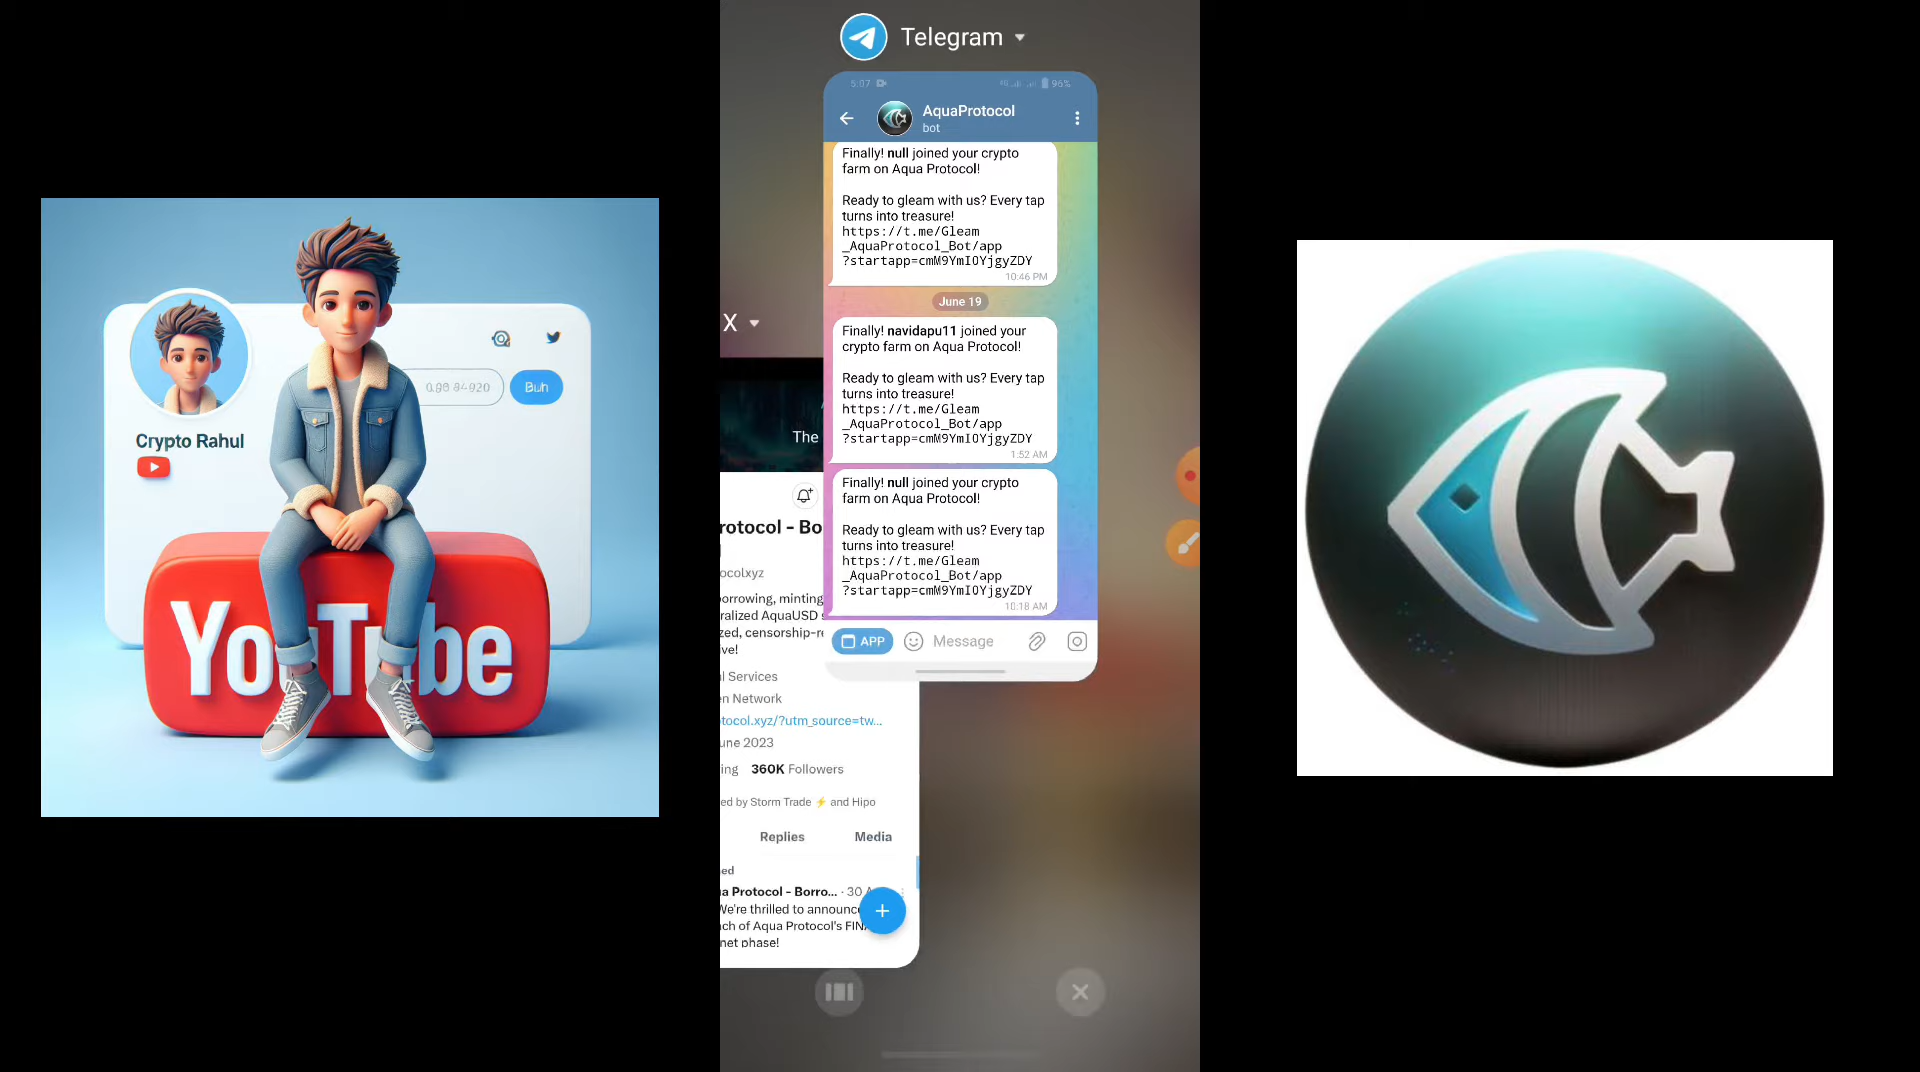 Crypto Rahul
0.98 84920
Buh
YouTube
Telegram
5:07
96%
AquaProtocol
bot
Finally! null joined your crypto
farm on Aqua Protocol!
Ready to gleam with us? Every tap
turns into treasure!
https://t.me/Gleam
_AquaProtocol_Bot/app
?startapp=cmM9YmI0YjgyZDY
10:46 PM
June 19
Finally! navidapu11 joined your
crypto farm on Aqua Protocol!
Ready to gleam with us? Every tap
turns into treasure!
https://t.me/Gleam
_AquaProtocol_Bot/app
?startapp=cmM9YmI0YjgyZDY
1:52 AM
Finally! null joined your crypto
farm on Aqua Protocol!
Ready to gleam with us? Every tap
turns into treasure!
https://t.me/Gleam
_AquaProtocol_Bot/app
?startapp=cmM9YmI0YjgyZDY
10:18 AM
APP
Message
X
The
rotocol - Bo
ocolxyz
orrowing, minting
ralized AquaUSD
zed, censorship-re
ve!
l Services
en Network
tocol.xyz/?utm_source=tw...
une 2023
ing 360K Followers
ed by Storm Trade ⚡ and Hipo
Replies
Media
ed
a Protocol - Borro... · 30 A
We're thrilled to announc
ch of Aqua Protocol's FIN
net phase!